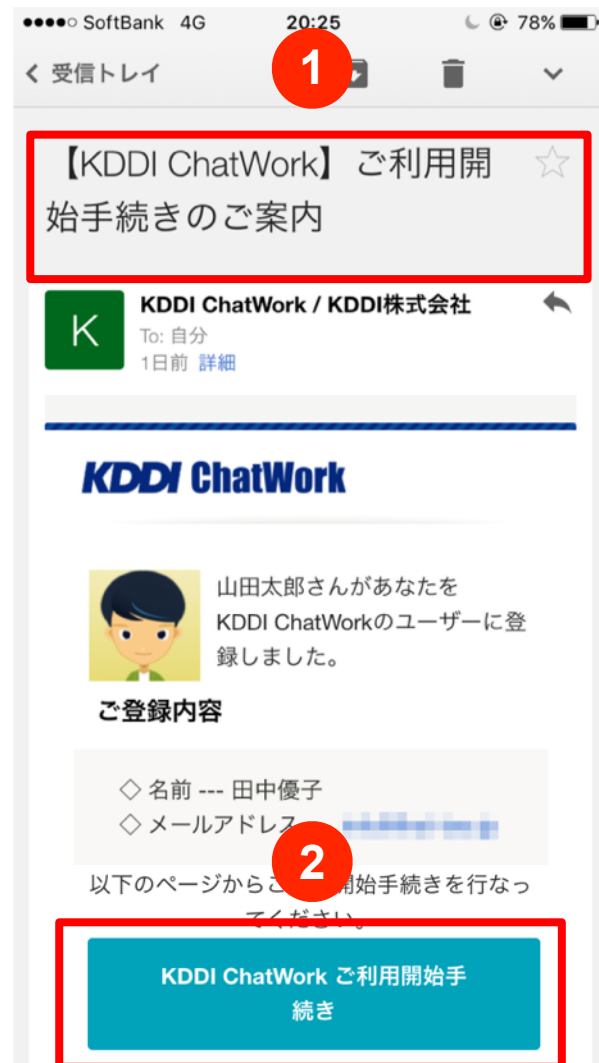 SoftBank 4G 20:25 78%
受信トレイ
1
【KDDI ChatWork】ご利用開
始手続きのご案内
K
KDDI ChatWork / KDDI株式会社
To: 自分
1日前 詳細
KDDI ChatWork
山田太郎さんがあなたを
KDDI ChatWorkのユーザーに登
録しました。
ご登録内容
◇ 名前 --- 田中優子
◇ メールアドレス
2
以下のページからご 開始手続きを行なっ
てください。
KDDI ChatWork ご利用開始手
続き